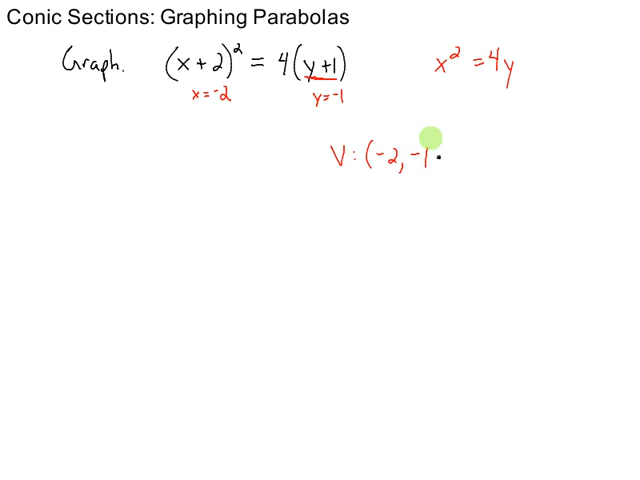 Conic Sections: Graphing Parabolas
Graph. (x + 2)² = 4(y + 1) x² = 4y
x = -2 y = -1
V: (-2, -1